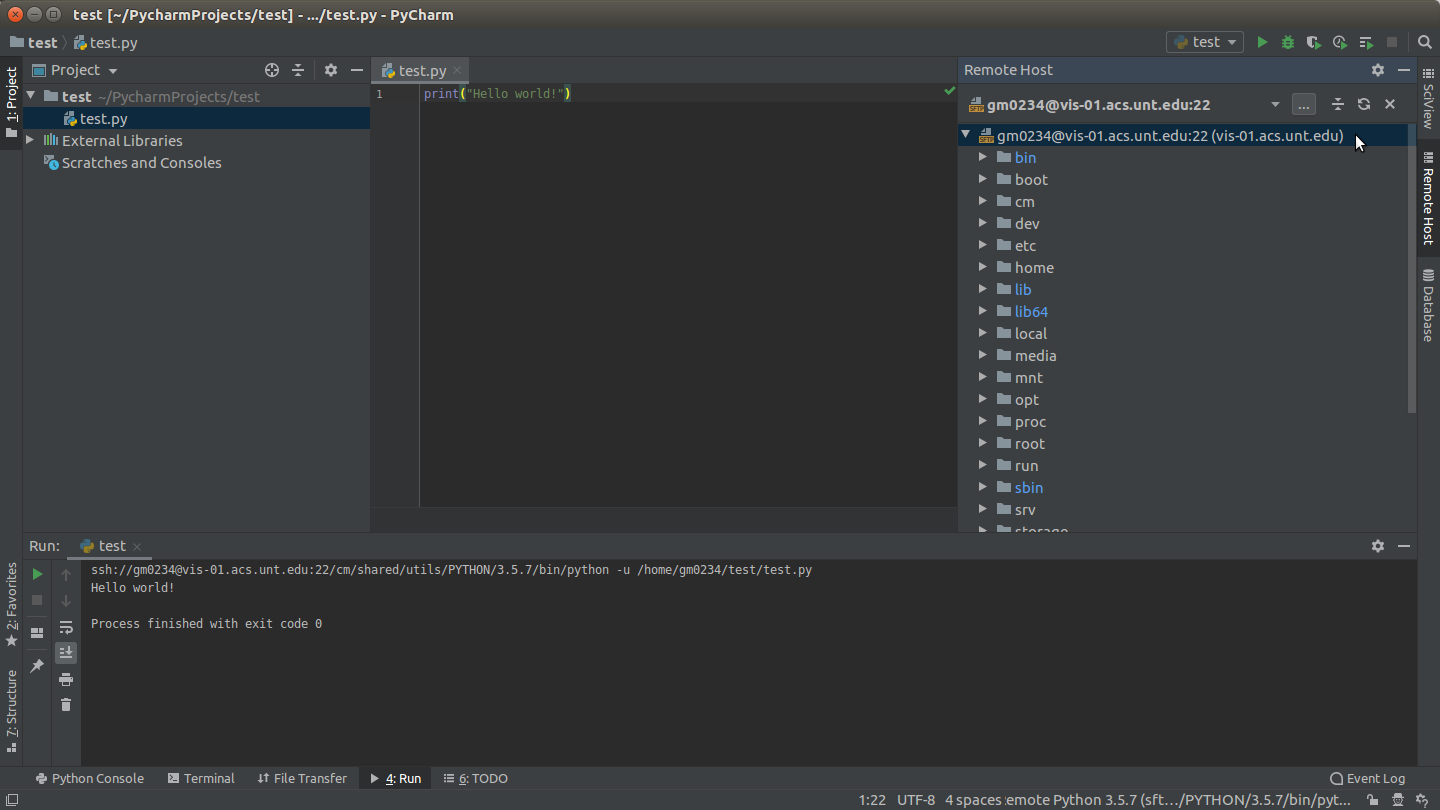 test [~/PycharmProjects/test] - .../test.py - PyCharm
test test.py
test
1: Project
Project
test ~/PycharmProjects/test
test.py
External Libraries
Scratches and Consoles
test.py
1 print("Hello world!")
Remote Host
gm0234@vis-01.acs.unt.edu:22
...
gm0234@vis-01.acs.unt.edu:22 (vis-01.acs.unt.edu)
bin
boot
cm
dev
etc
home
lib
lib64
local
media
mnt
opt
proc
root
run
sbin
srv
storage
SciView
Remote Host
Database
Run: test
ssh://gm0234@vis-01.acs.unt.edu:22/cm/shared/utils/PYTHON/3.5.7/bin/python -u /home/gm0234/test/test.py
Hello world!
Process finished with exit code 0
2: Favorites
7: Structure
Python Console Terminal File Transfer 4: Run 6: TODO Event Log
1:22 UTF-8 4 spaces emote Python 3.5.7 (sft.../PYTHON/3.5.7/bin/pyt...